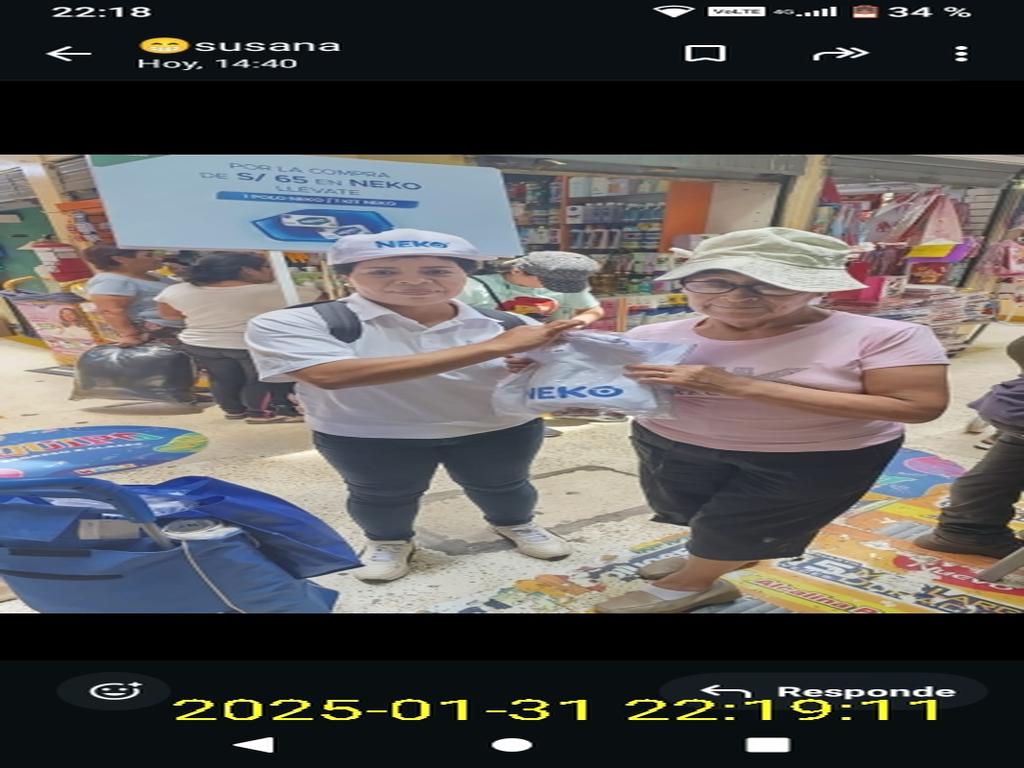 22:18
VoLTE 4G 34 %
😁susana
Hoy, 14:40
POR LA COMPRA
DE S/ 65 EN NEKO
LLEVATE
1 POLO NEKO / 1 KIT NEKO
NEKO
NEKO
Alcalina
Responde
2025-01-31 22:19:11